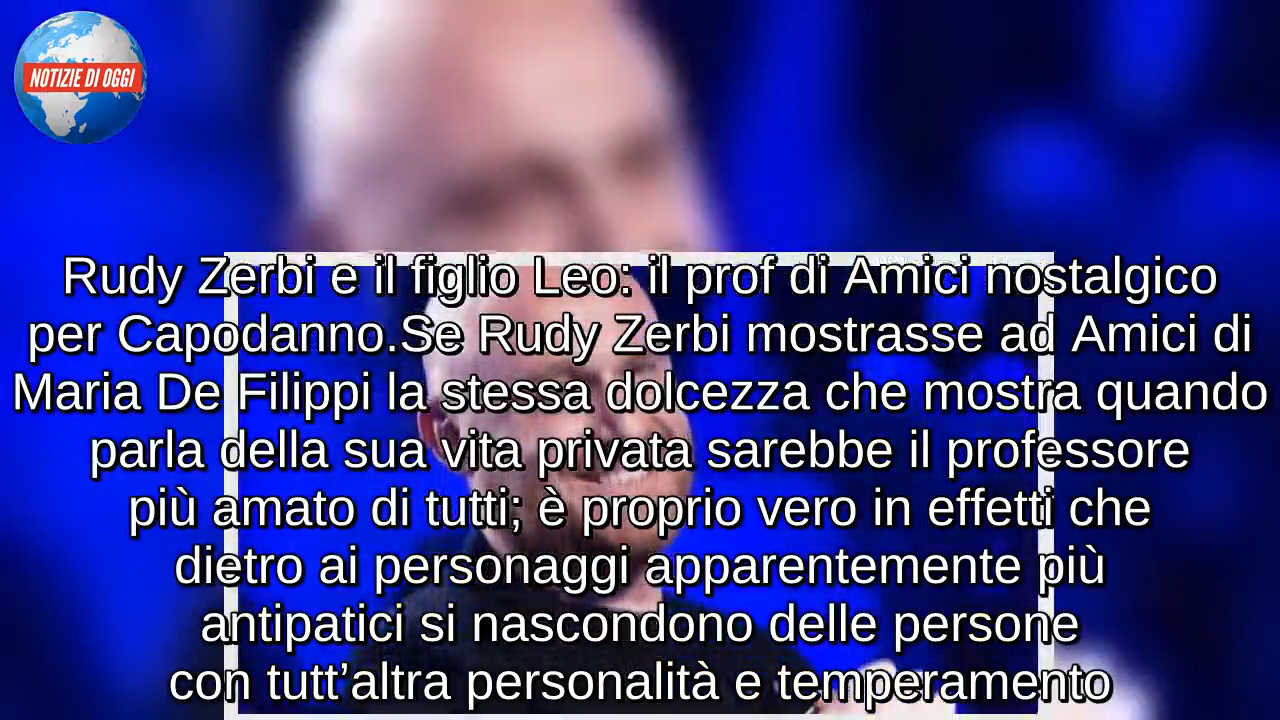 NOTIZIE DI OGGI
Rudy Zerbi e il figlio Leo: il prof di Amici nostalgico
per Capodanno.Se Rudy Zerbi mostrasse ad Amici di
Maria De Filippi la stessa dolcezza che mostra quando
parla della sua vita privata sarebbe il professore
più amato di tutti; è proprio vero in effetti che
dietro ai personaggi apparentemente più
antipatici si nascondono delle persone
con tutt’altra personalità e temperamento